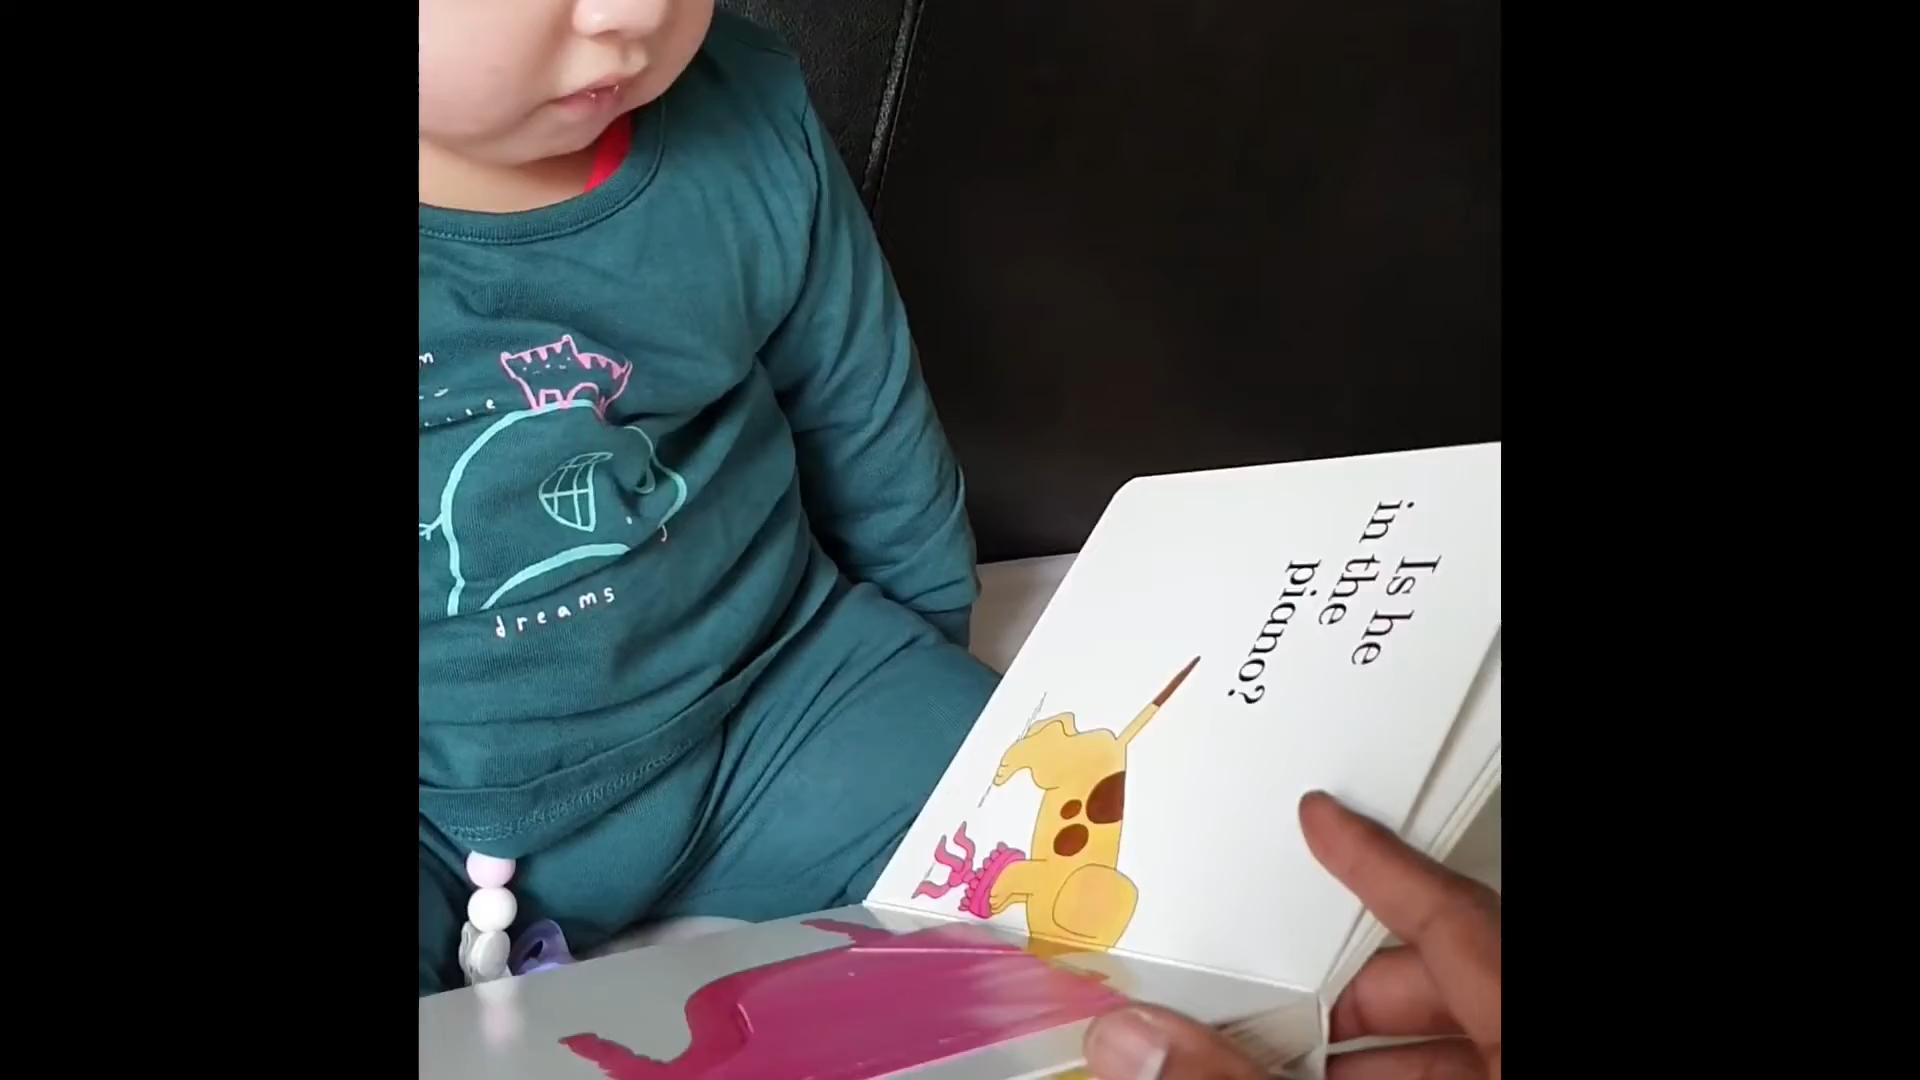 Is he
in the
piano?
dreams